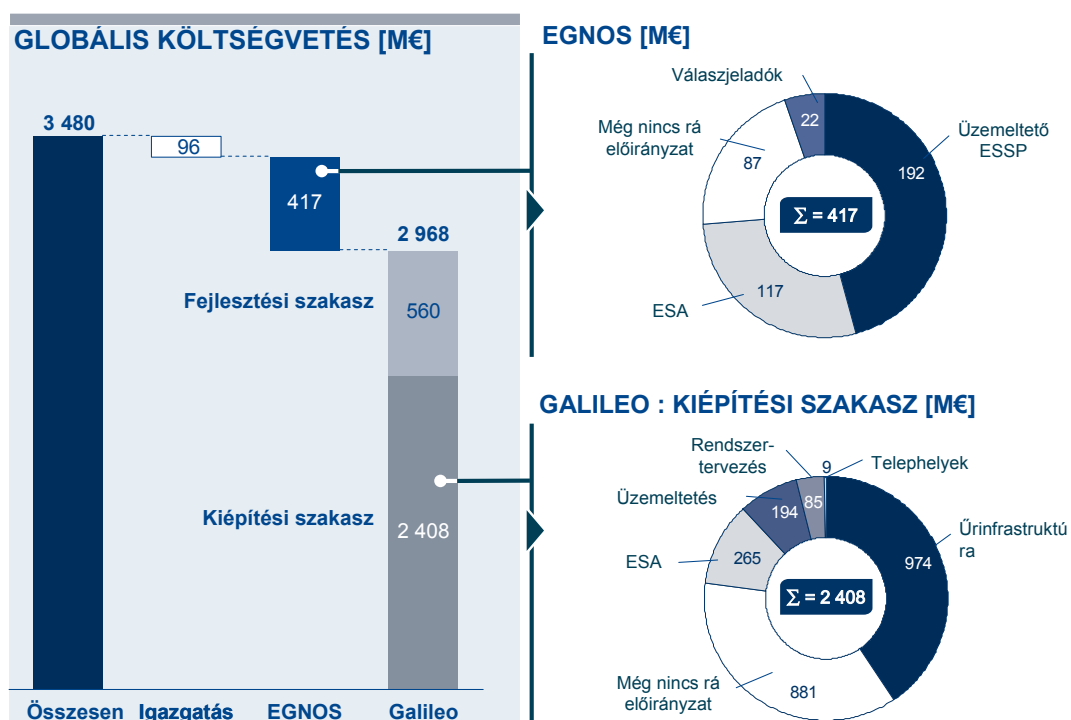 GLOBÁLIS KÖLTSÉGVETÉS [M€]
3 480
96
417
2 968
Fejlesztési szakasz
560
Kiépítési szakasz
2 408
Összesen
Igazgatás
EGNOS
Galileo
EGNOS [M€]
Válaszjeladók
22
Még nincs rá
előirányzat
87
Üzemeltető
ESSP
192
Σ = 417
117
ESA
GALILEO : KIÉPÍTÉSI SZAKASZ [M€]
Rendszer-
tervezés
9
Telephelyek
Üzemeltetés
194
85
ESA
265
Űrinfrastruktú
ra
974
Σ = 2 408
Még nincs rá
előirányzat
881